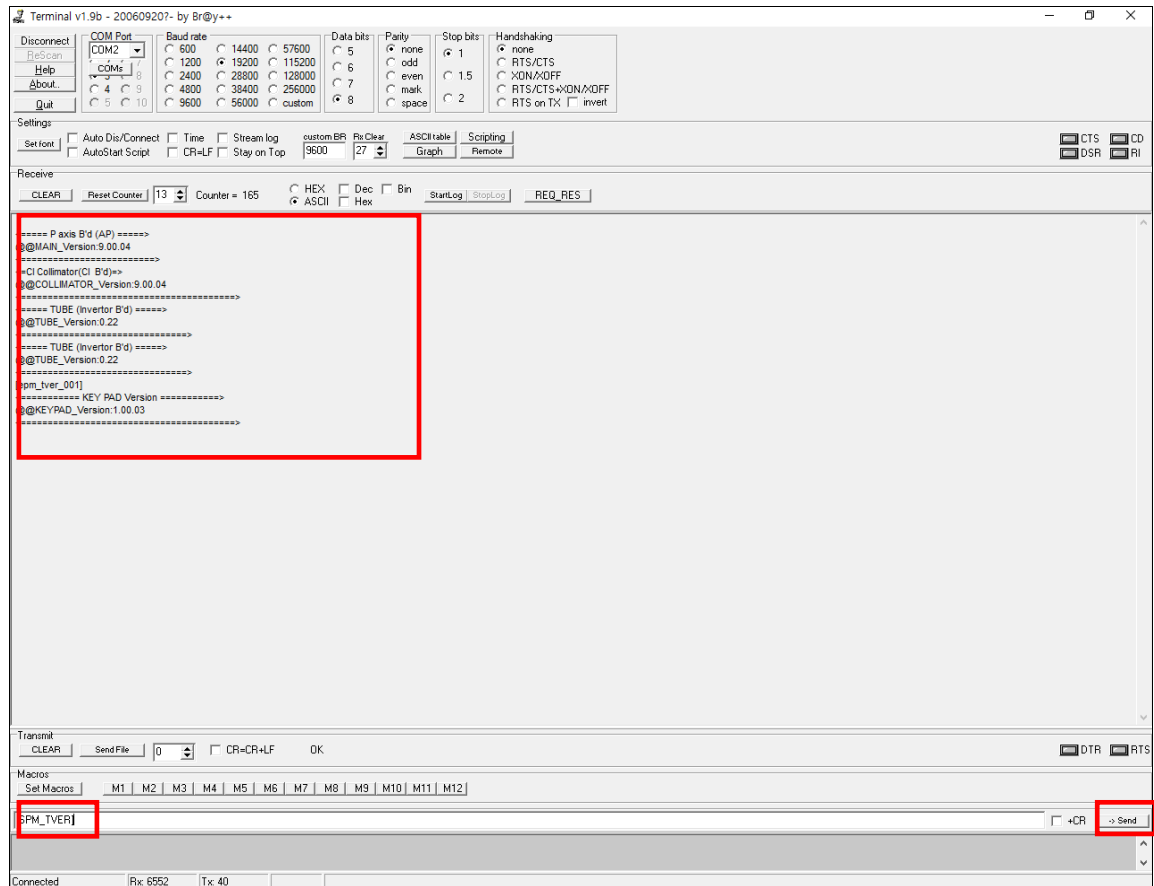 Terminal v1.9b - 20060920?- by Br@y++
Disconnect
ReScan
Help
About..
Quit
COM Port
COM2
COMs
8
4 9
5 10
Baud rate
600 14400 57600
1200 19200 115200
2400 28800 128000
4800 38400 256000
9600 56000 custom
Data bits
5
6
7
8
Parity
none
odd
even
mark
space
Stop bits
1
1.5
2
Handshaking
none
RTS/CTS
XON/XOFF
RTS/CTS+XON/XOFF
RTS on TX invert
Settings
Set font
Auto Dis/Connect Time Stream log
AutoStart Script CR=LF Stay on Top
custom BR Rx Clear
9600 27
ASCII table Scripting
Graph Remote
CTS CD
DSR RI
Receive
CLEAR Reset Counter 13 Counter = 165
HEX Dec Bin
ASCII Hex
StartLog StopLog REQ_RES
===== P axis B'd (AP) =====>
@@MAIN_Version:9.00.04
==========================>
=CI Collimator(CI B'd)=>
@@COLLIMATOR_Version:9.00.04
=========================================>
===== TUBE (Invertor B'd) =====>
@@TUBE_Version:0.22
================================>
===== TUBE (Invertor B'd) =====>
@@TUBE_Version:0.22
================================>
pm_tver_001]
=========== KEY PAD Version ===========>
@@KEYPAD_Version:1.00.03
=========================================>
Transmit
CLEAR Send File 0 CR=CR+LF OK
DTR RTS
Macros
Set Macros M1 M2 M3 M4 M5 M6 M7 M8 M9 M10 M11 M12
SPM_TVER]
+CR -> Send
Connected Rx: 6552 Tx: 40